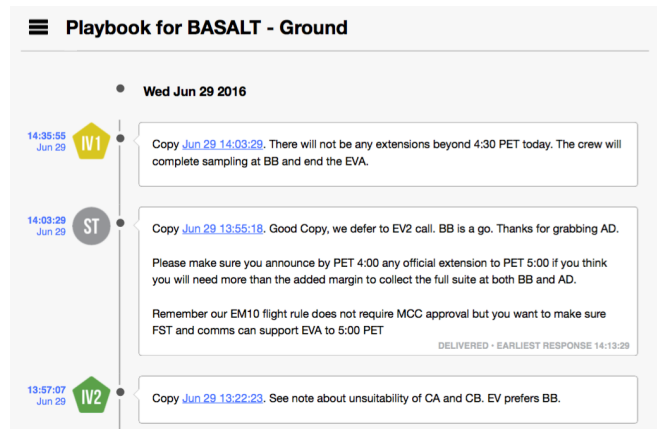 Playbook for BASALT - Ground
Wed Jun 29 2016
14:35:55
Jun 29
IV1
Copy Jun 29 14:03:29. There will not be any extensions beyond 4:30 PET today. The crew will
complete sampling at BB and end the EVA.
14:03:29
Jun 29
ST
Copy Jun 29 13:55:18. Good Copy, we defer to EV2 call. BB is a go. Thanks for grabbing AD.
Please make sure you announce by PET 4:00 any official extension to PET 5:00 if you think
you will need more than the added margin to collect the full suite at both BB and AD.
Remember our EM10 flight rule does not require MCC approval but you want to make sure
FST and comms can support EVA to 5:00 PET
DELIVERED - EARLIEST RESPONSE 14:13:29
13:57:07
Jun 29
IV2
Copy Jun 29 13:22:23. See note about unsuitability of CA and CB. EV prefers BB.